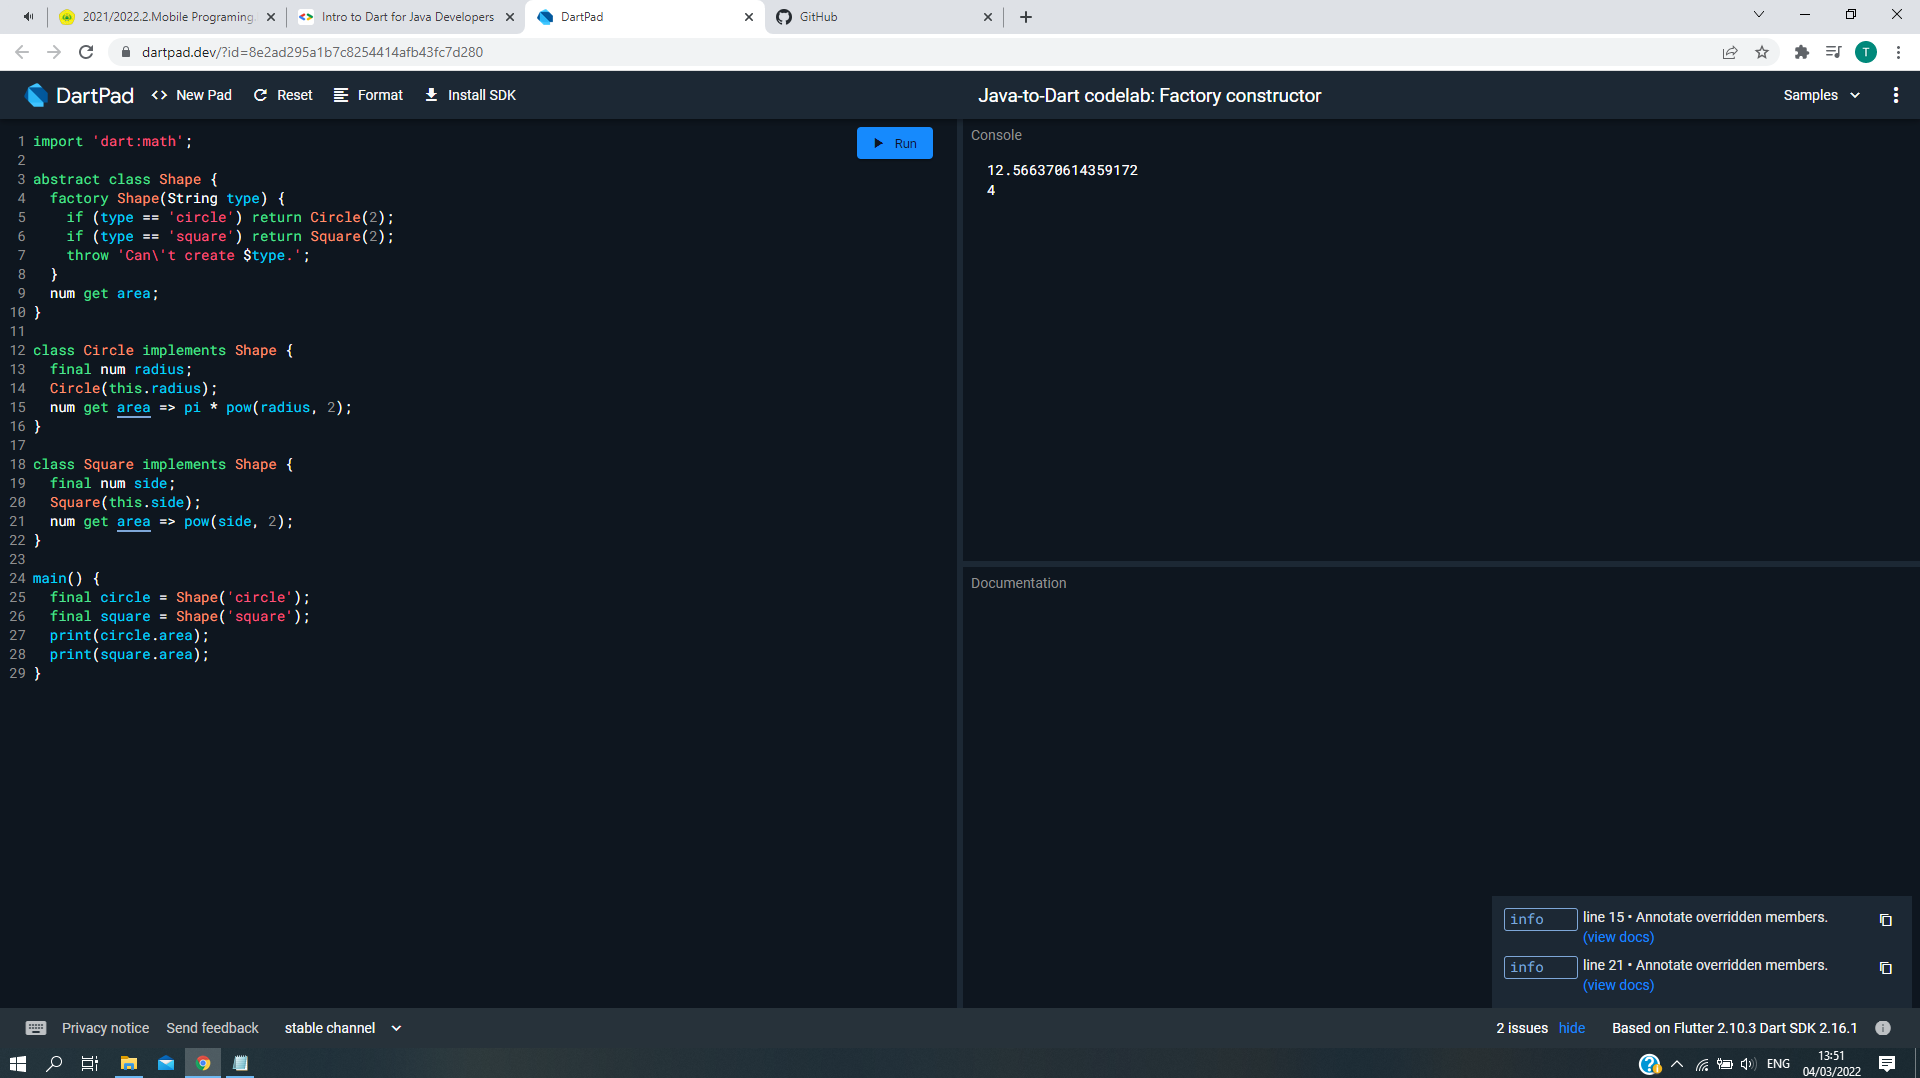 2021/2022.2.Mobile Programing.
Intro to Dart for Java Developers
DartPad
GitHub
dartpad.dev/?id=8e2ad295a1b7c8254414afb43fc7d280
T
DartPad
<> New Pad
Reset
Format
Install SDK
Java-to-Dart codelab: Factory constructor
Samples
1 import 'dart:math';
2
3 abstract class Shape {
4   factory Shape(String type) {
5     if (type == 'circle') return Circle(2);
6     if (type == 'square') return Square(2);
7     throw 'Can\'t create $type.';
8   }
9   num get area;
10 }
11
12 class Circle implements Shape {
13   final num radius;
14   Circle(this.radius);
15   num get area => pi * pow(radius, 2);
16 }
17
18 class Square implements Shape {
19   final num side;
20   Square(this.side);
21   num get area => pow(side, 2);
22 }
23
24 main() {
25   final circle = Shape('circle');
26   final square = Shape('square');
27   print(circle.area);
28   print(square.area);
29 }
Run
Console
12.566370614359172
4
Documentation
info line 15 • Annotate overridden members.
(view docs)
info line 21 • Annotate overridden members.
(view docs)
Privacy notice
Send feedback
stable channel
2 issues hide
Based on Flutter 2.10.3 Dart SDK 2.16.1
ENG
13:51
04/03/2022